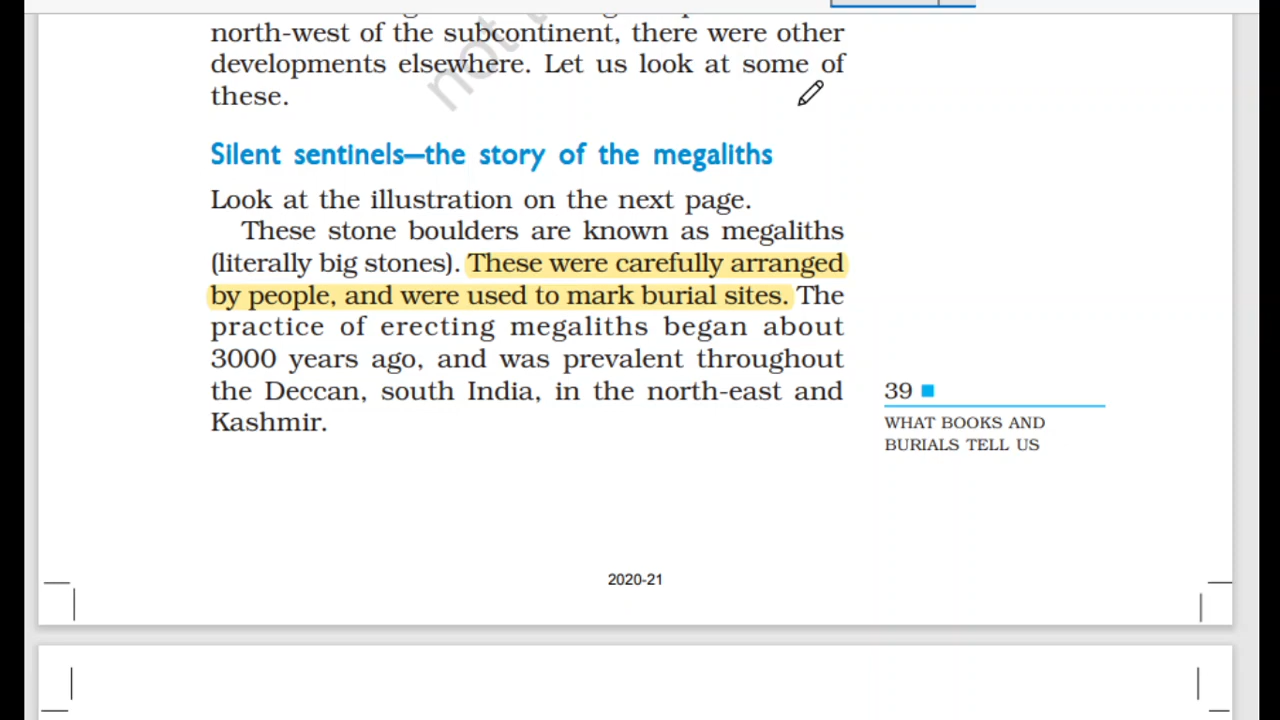 north-west of the subcontinent, there were other
developments elsewhere. Let us look at some of
these.
not
Silent sentinels—the story of the megaliths
Look at the illustration on the next page.
These stone boulders are known as megaliths
(literally big stones). These were carefully arranged
by people, and were used to mark burial sites. The
practice of erecting megaliths began about
3000 years ago, and was prevalent throughout
the Deccan, south India, in the north-east and
Kashmir.
39
WHAT BOOKS AND
BURIALS TELL US
2020-21